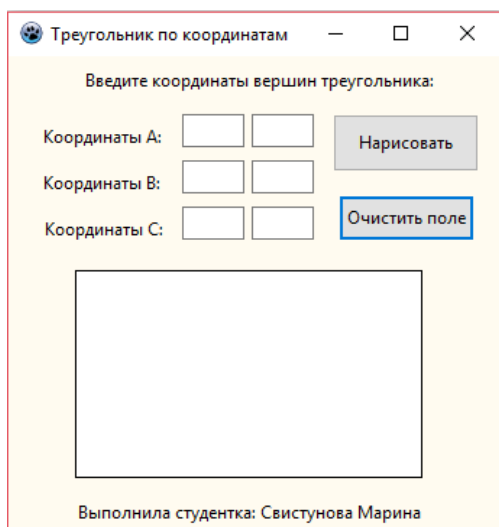 Треугольник по координатам
Введите координаты вершин треугольника:
Координаты A:
Нарисовать
Координаты B:
Очистить поле
Координаты C:
Выполнила студентка: Свистунова Марина